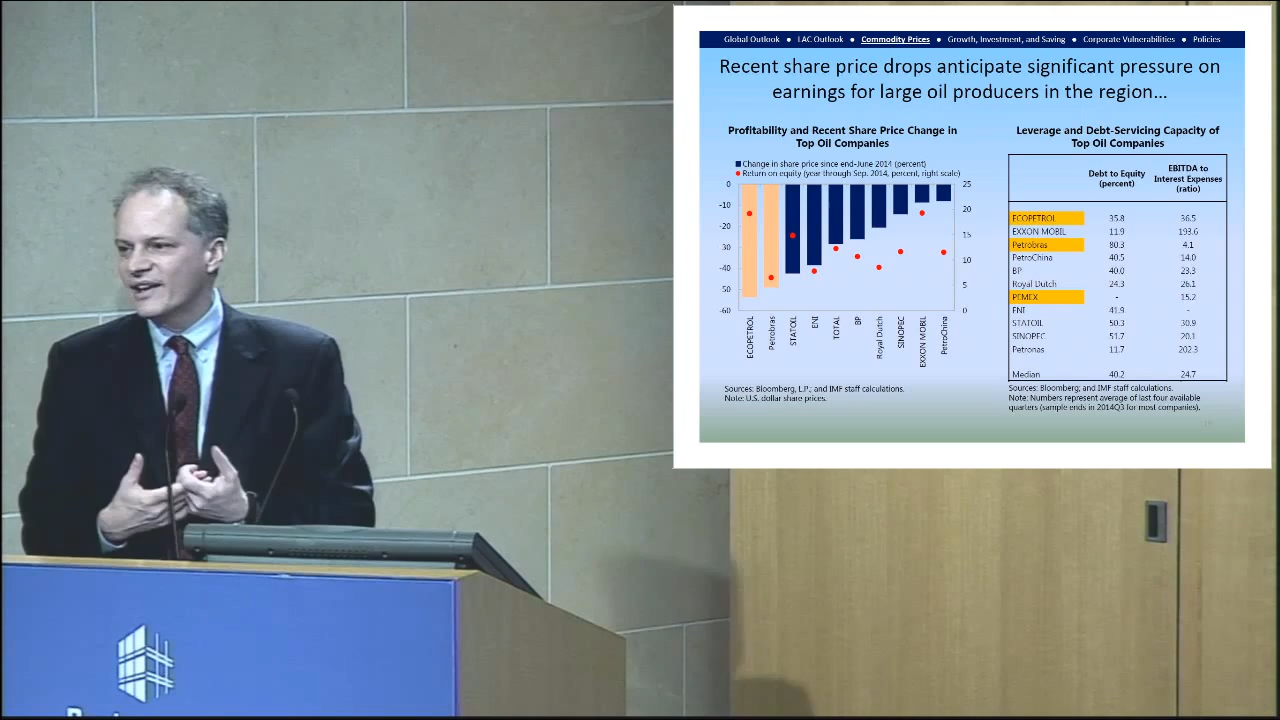 Global Outlook ● LAC Outlook ● Commodity Prices ● Growth, Investment, and Saving ● Corporate Vulnerabilities ● Policies
Recent share price drops anticipate significant pressure on
earnings for large oil producers in the region...
Profitability and Recent Share Price Change in
Top Oil Companies
Change in share price since end-June 2014 (percent)
Return on equity (year through Sep. 2014, percent, right scale)
0
-10
-20
-30
-40
-50
-60
25
20
15
10
5
0
ECOPETROL
Petrobras
STATOIL
ENI
TOTAL
BP
Royal Dutch
SINOPEC
EXXON MOBIL
PetroChina
Sources: Bloomberg, L.P.; and IMF staff calculations.
Note: U.S. dollar share prices.
Leverage and Debt-Servicing Capacity of
Top Oil Companies
Debt to Equity
(percent)
EBITDA to
Interest Expenses
(ratio)
ECOPETROL 35.8 36.5
EXXON MOBIL 11.9 193.6
Petrobras 80.3 4.1
PetroChina 40.5 14.0
BP 40.0 23.3
Royal Dutch 24.3 26.1
PEMEX - 15.2
ENI 41.9 -
STATOIL 50.3 30.9
SINOPEC 51.7 20.1
Petronas 11.7 202.3
Median 40.2 24.7
Sources: Bloomberg; and IMF staff calculations.
Note: Numbers represent average of last four available
quarters (sample ends in 2014Q3 for most companies).